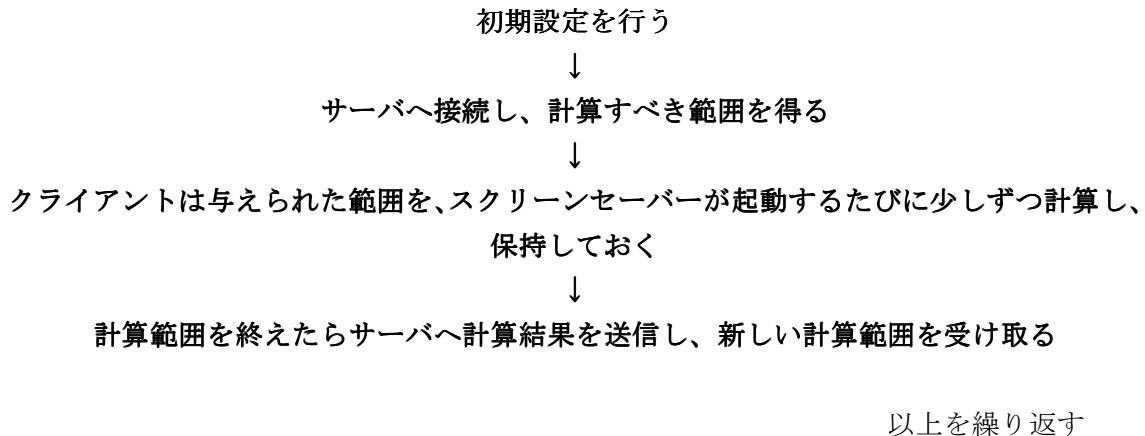 初期設定を行う
↓
サーバへ接続し、計算すべき範囲を得る
↓
クライアントは与えられた範囲を、スクリーンセーバーが起動するたびに少しずつ計算し、
保持しておく
↓
計算範囲を終えたらサーバへ計算結果を送信し、新しい計算範囲を受け取る
以上を繰り返す